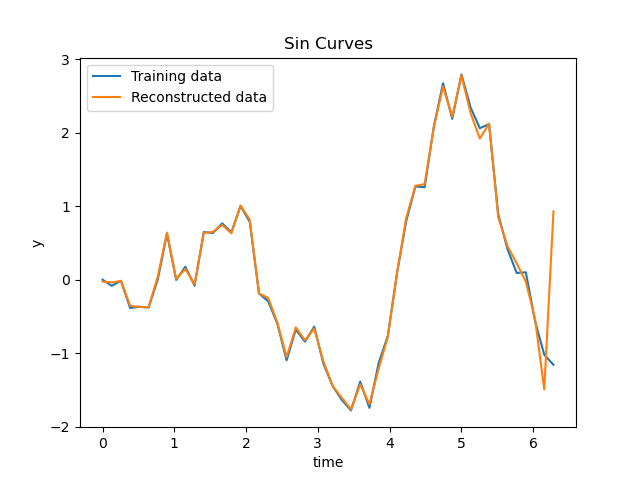 Sin Curves
Training data
Reconstructed data
3
2
1
0
−1
−2
y
0 1 2 3 4 5 6
time